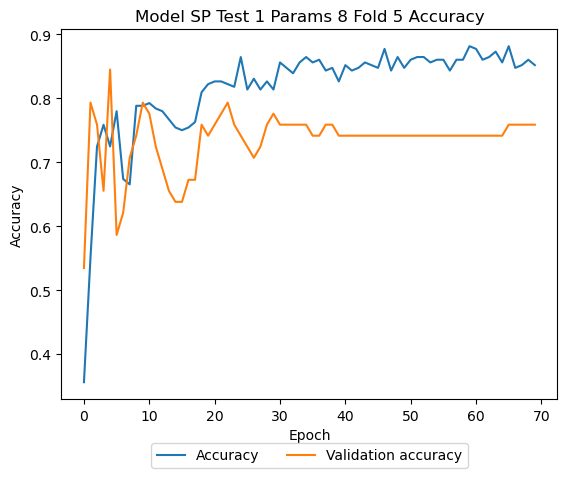 Model SP Test 1 Params 8 Fold 5 Accuracy
0.9
0.8
0.7
0.6
0.5
0.4
Accuracy
0 10 20 30 40 50 60 70
Epoch
Accuracy Validation accuracy